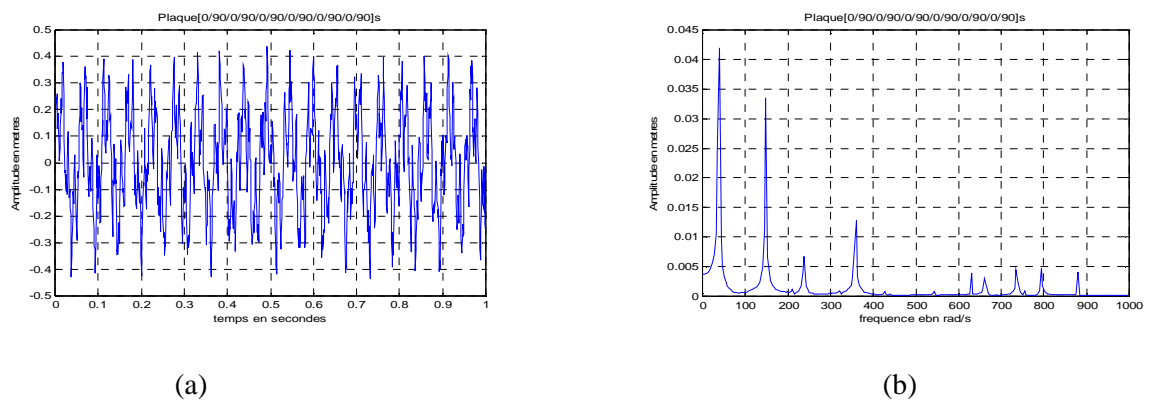 Plaque[0/90/0/90/0/90/0/90/0/90/0/90]s
0.5
0.4
0.3
0.2
0.1
0
-0.1
-0.2
-0.3
-0.4
-0.5
Amplitude en metres
0 0.1 0.2 0.3 0.4 0.5 0.6 0.7 0.8 0.9 1
temps en secondes
(a)
Plaque[0/90/0/90/0/90/0/90/0/90/0/90]s
0.045
0.04
0.035
0.03
0.025
0.02
0.015
0.01
0.005
0
Amplitude en metres
0 100 200 300 400 500 600 700 800 900 1000
frequence ebn rad/s
(b)